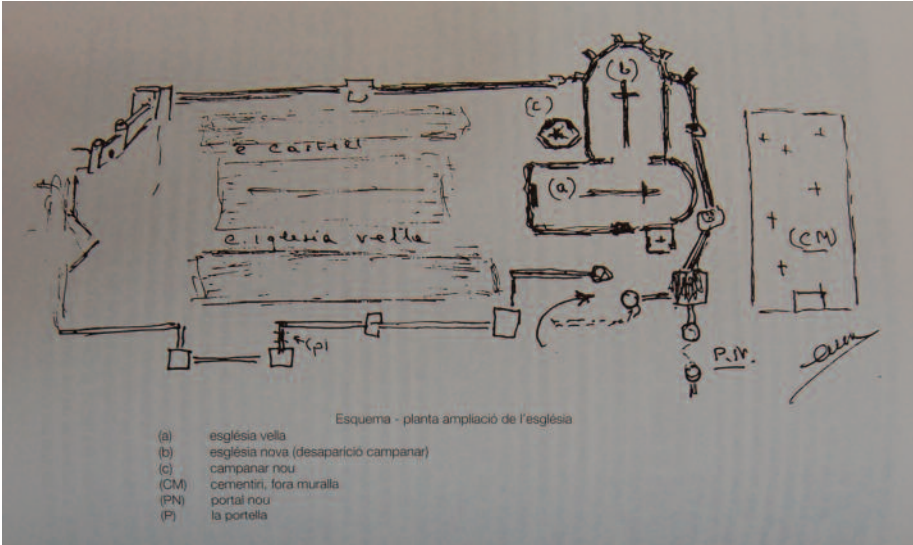 (b)
(c)
c castell
(a)
c. Iglesia vella
(CM)
(P)
P.N.
Esquema - planta ampliació de l'església
(a) església vella
(b) església nova (desaparició campanar)
(c) campanar nou
(CM) cementiri, fora muralla
(PN) portal nou
(P) la portella